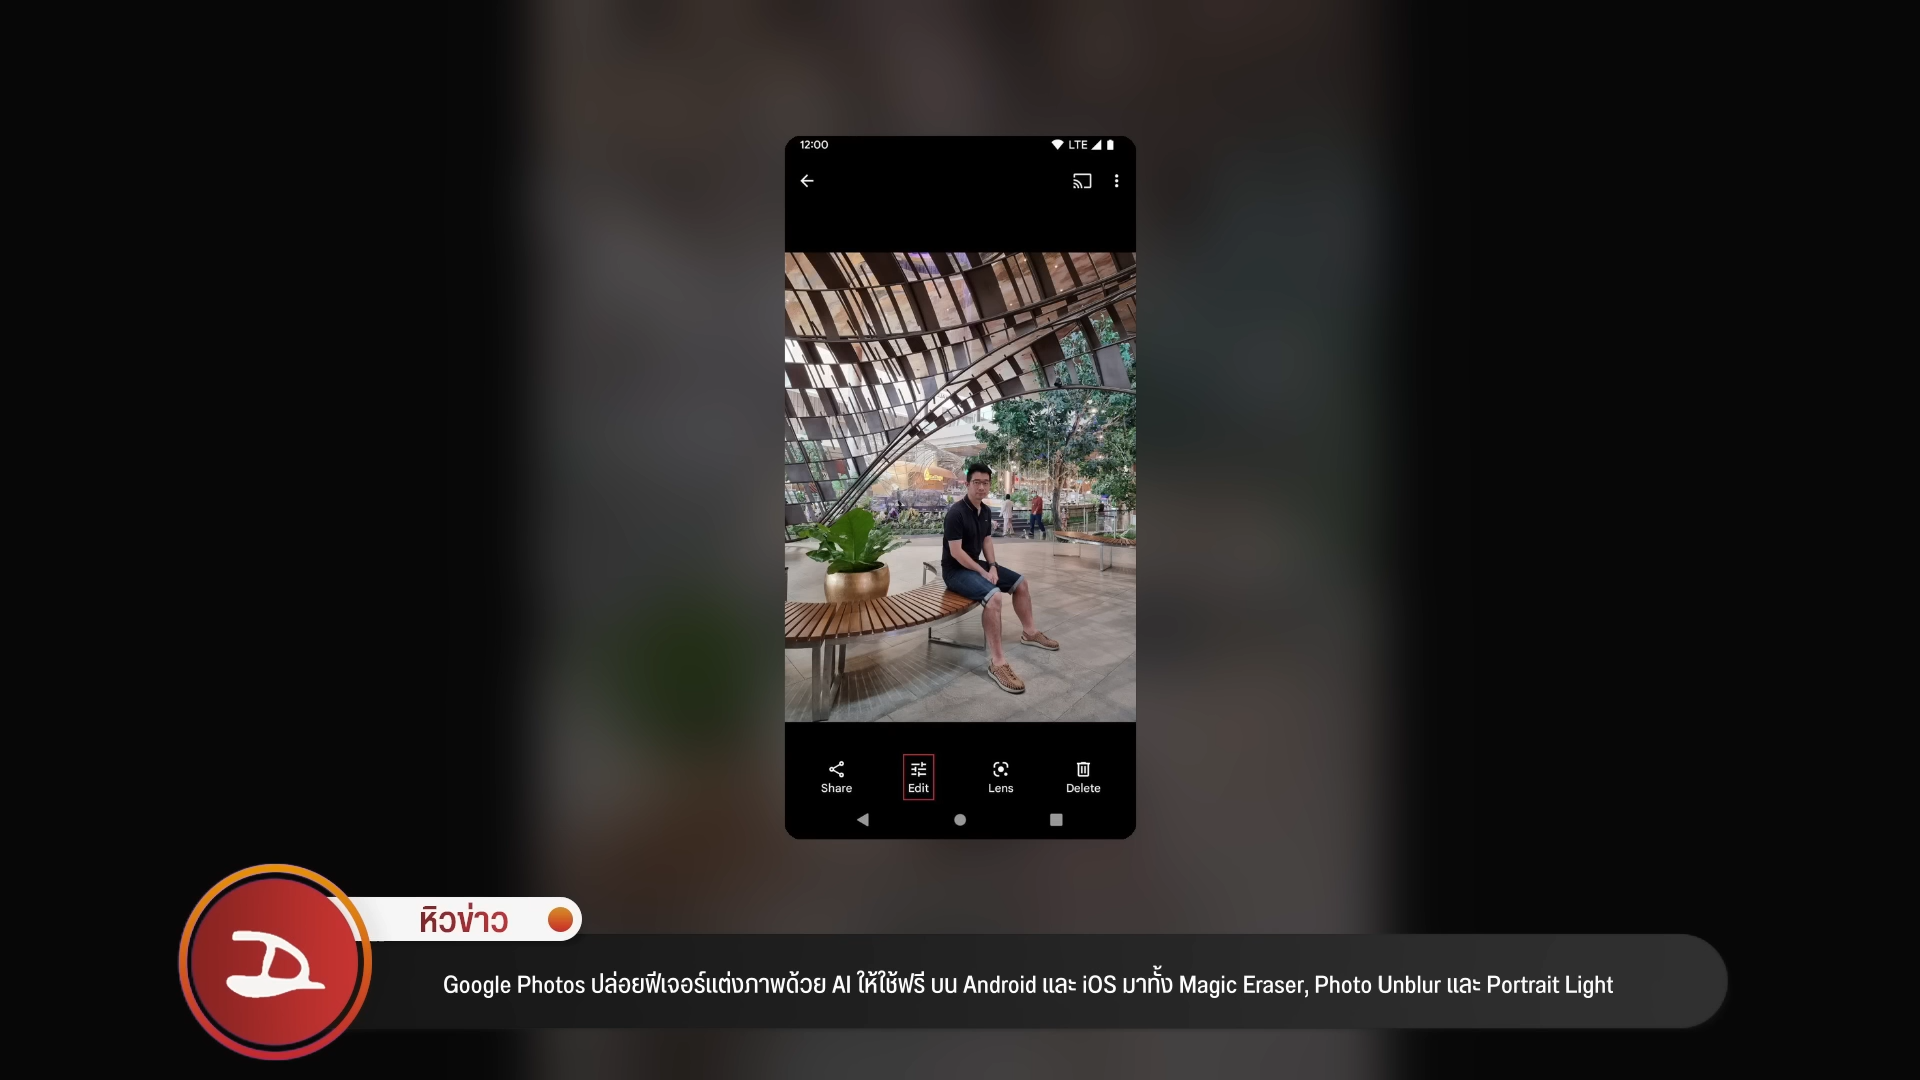 12:00
LTE
Share
Edit
Lens
Delete
หิวข่าว
Google Photos ปล่อยฟีเจอร์แต่งภาพด้วย AI ให้ใช้ฟรี บน Android และ iOS มาทั้ง Magic Eraser, Photo Unblur และ Portrait Light